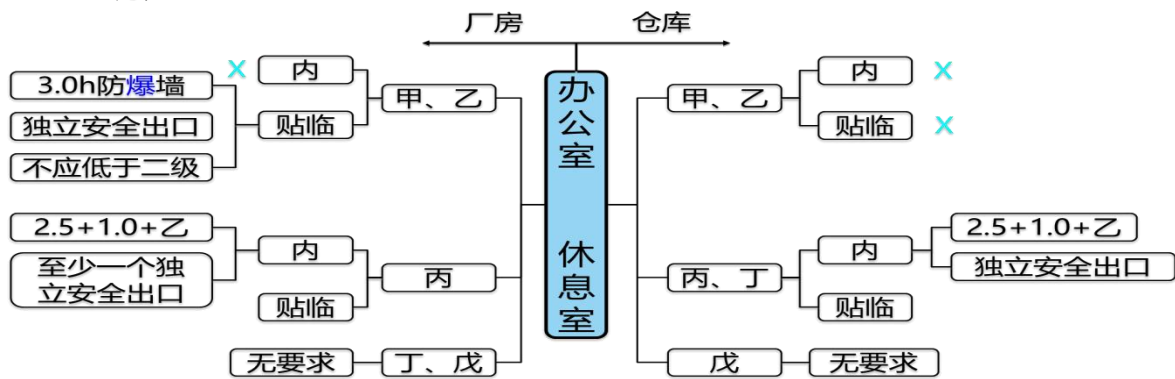 厂房 仓库
办公室 休息室
甲、乙
内
X
贴临
3.0h防爆墙
独立安全出口
不应低于二级
丙
内
2.5+1.0+乙
至少一个独
立安全出口
贴临
丁、戊
无要求
甲、乙
内
X
贴临
X
丙、丁
内
2.5+1.0+乙
独立安全出口
贴临
戊
无要求